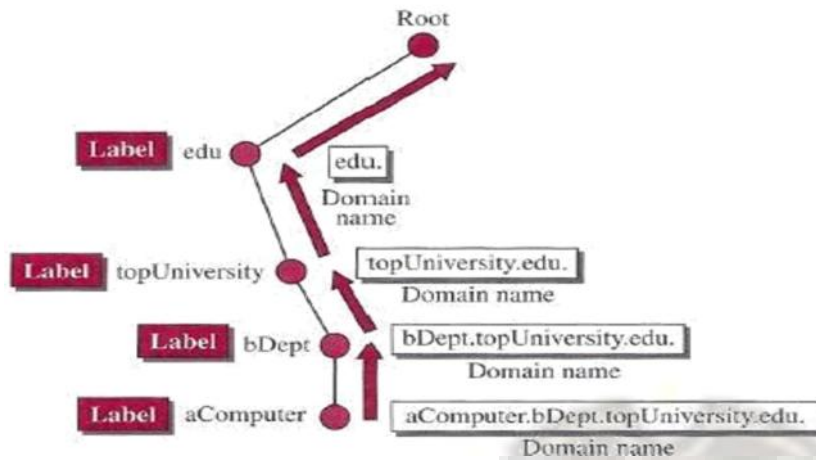 Root
Label edu
edu.
Domain
name
Label topUniversity
topUniversity.edu.
Domain name
Label bDept
bDept.topUniversity.edu.
Domain name
Label aComputer
aComputer.bDept.topUniversity.edu.
Domain name